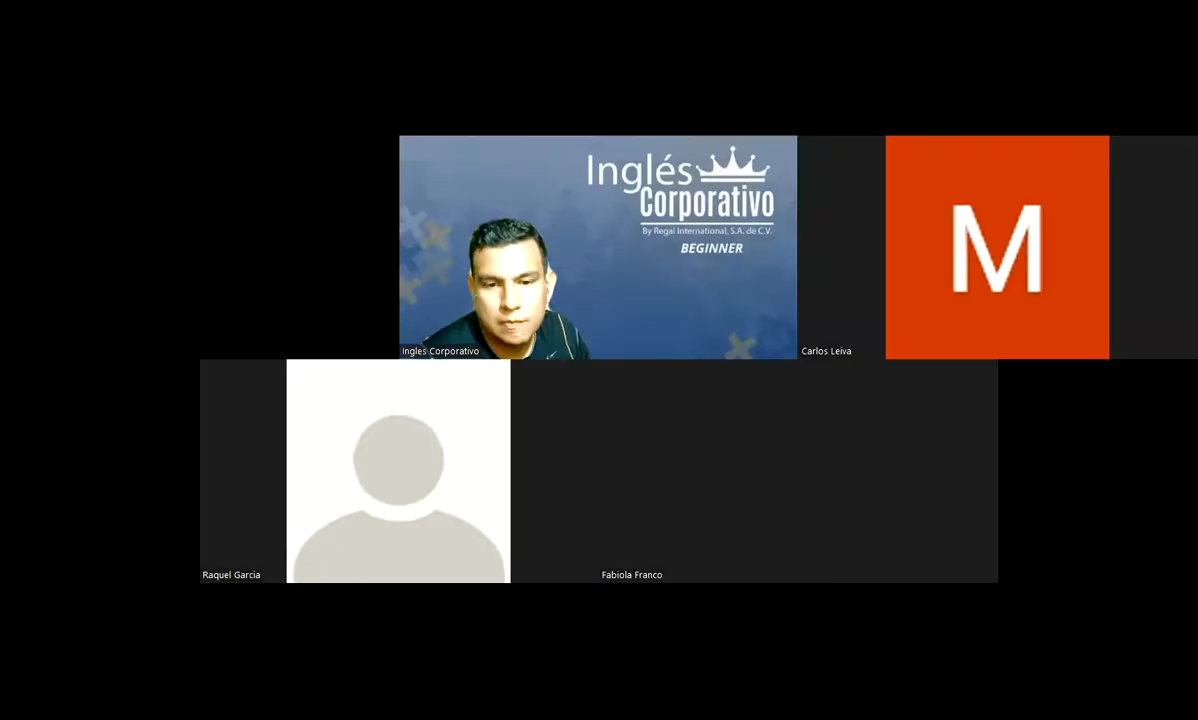 Inglés
Corporativo
By Regal International, S.A. de C.V.
BEGINNER
Ingles Corporativo
Carlos Leiva
M
Raquel Garcia
Fabiola Franco